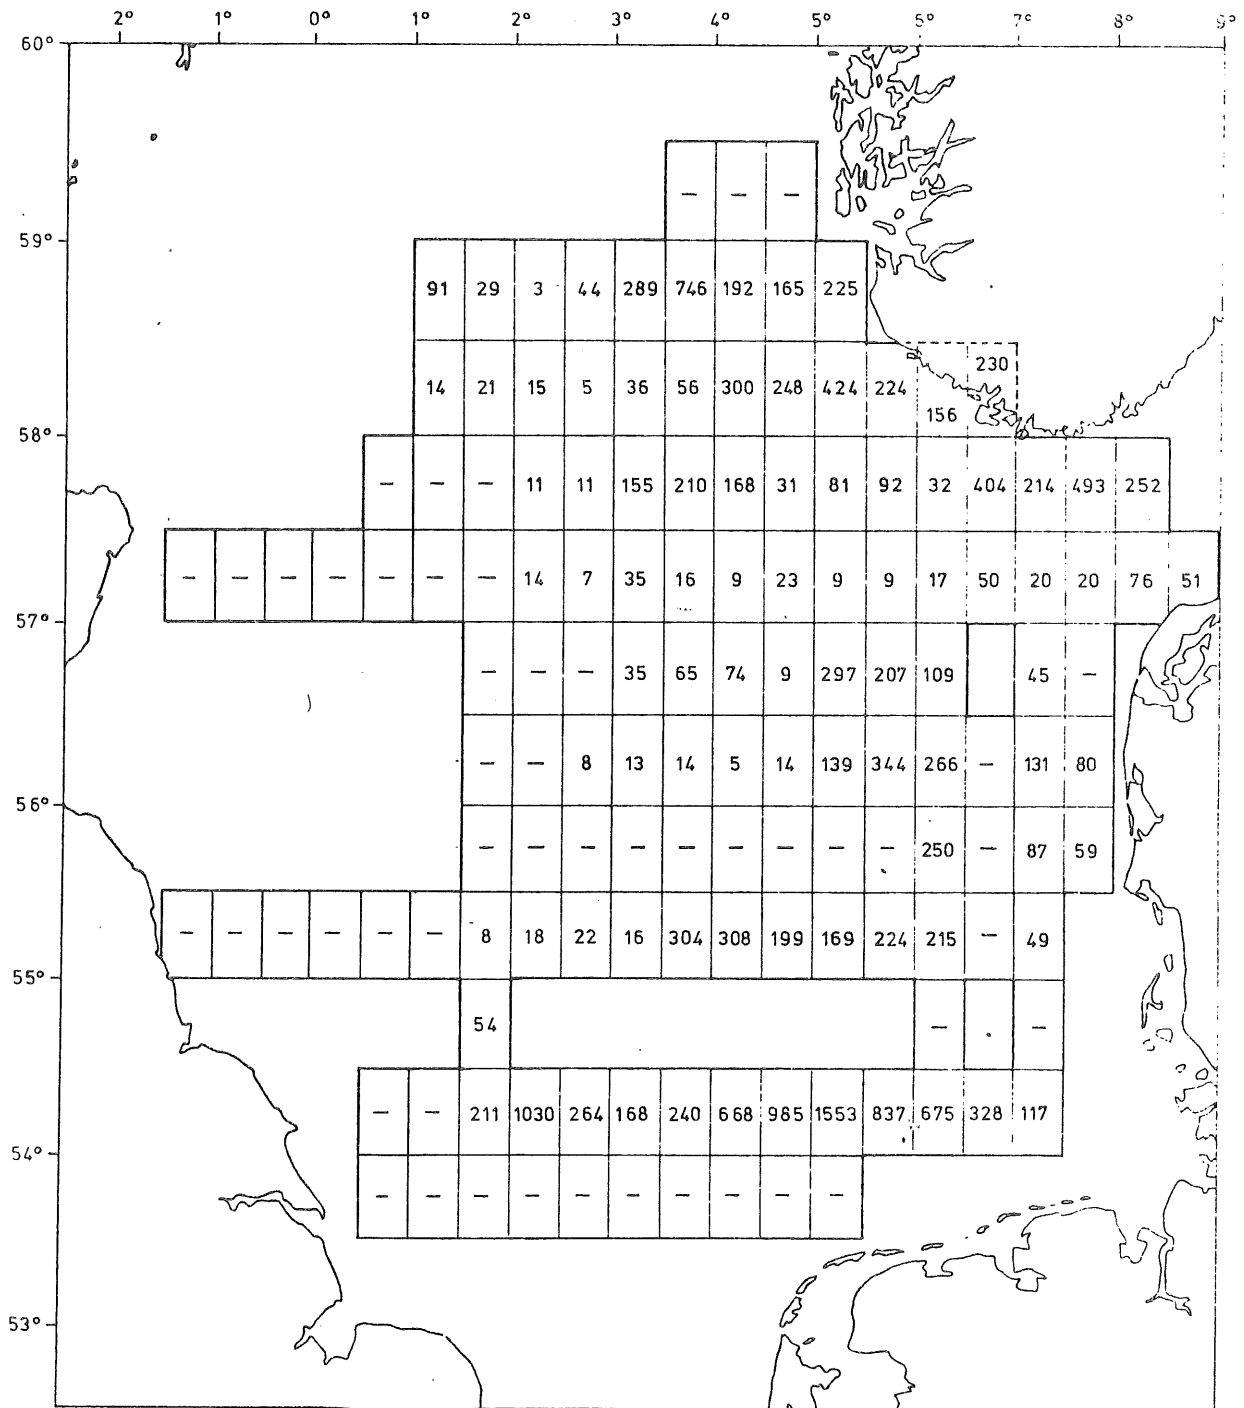 2° 1° 0° 1° 2° 3° 4° 5° 6° 7° 8° 9°
60°
— — —
59°
91 29 3 44 289 746 192 165 225
230
14 21 15 5 36 56 300 248 424 224
156
58°
— — — 11 11 155 210 168 31 81 92 32 404 214 493 252
— — — — — — — 14 7 35 16 9 23 9 9 17 50 20 20 76 51
57°
— — — 35 65 74 9 297 207 109 45 —
— — 8 13 14 5 14 139 344 266 — 131 80
56°
— — — — — — — — — 250 — 87 59
— — — — — — 8 18 22 16 304 308 199 169 224 215 — 49
55°
54 — —
— — 211 1030 264 168 240 668 985 1553 837 675 328 117
54°
— — — — — — — — — —
53°